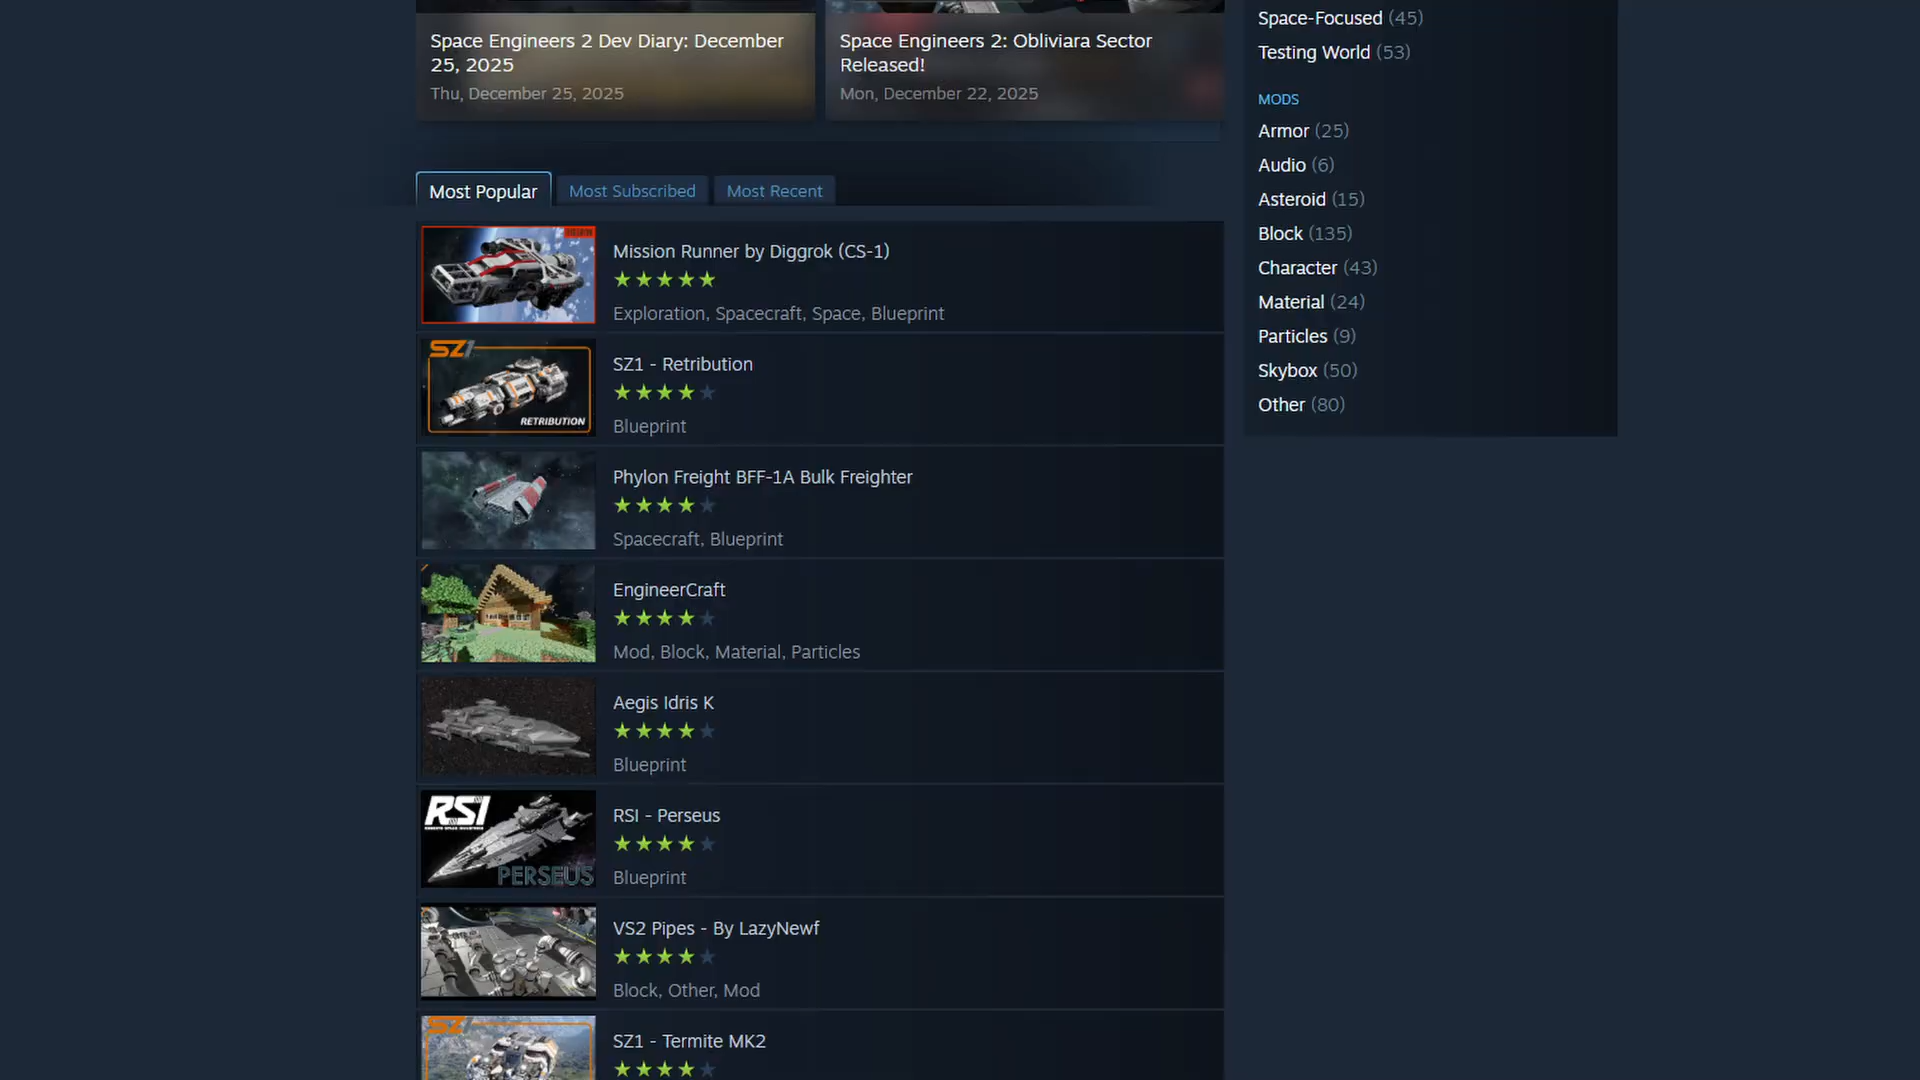 Space Engineers 2 Dev Diary: December
25, 2025
Thu, December 25, 2025
Space Engineers 2: Obliviara Sector
Released!
Mon, December 22, 2025
Most Popular
Most Subscribed
Most Recent
Mission Runner by Diggrok (CS-1)
Exploration, Spacecraft, Space, Blueprint
SZ1
RETRIBUTION
SZ1 - Retribution
Blueprint
Phylon Freight BFF-1A Bulk Freighter
Spacecraft, Blueprint
EngineerCraft
Mod, Block, Material, Particles
Aegis Idris K
Blueprint
RSI
PERSEUS
RSI - Perseus
Blueprint
VS2 Pipes - By LazyNewf
Block, Other, Mod
SZ
SZ1 - Termite MK2
Space-Focused (45)
Testing World (53)
MODS
Armor (25)
Audio (6)
Asteroid (15)
Block (135)
Character (43)
Material (24)
Particles (9)
Skybox (50)
Other (80)